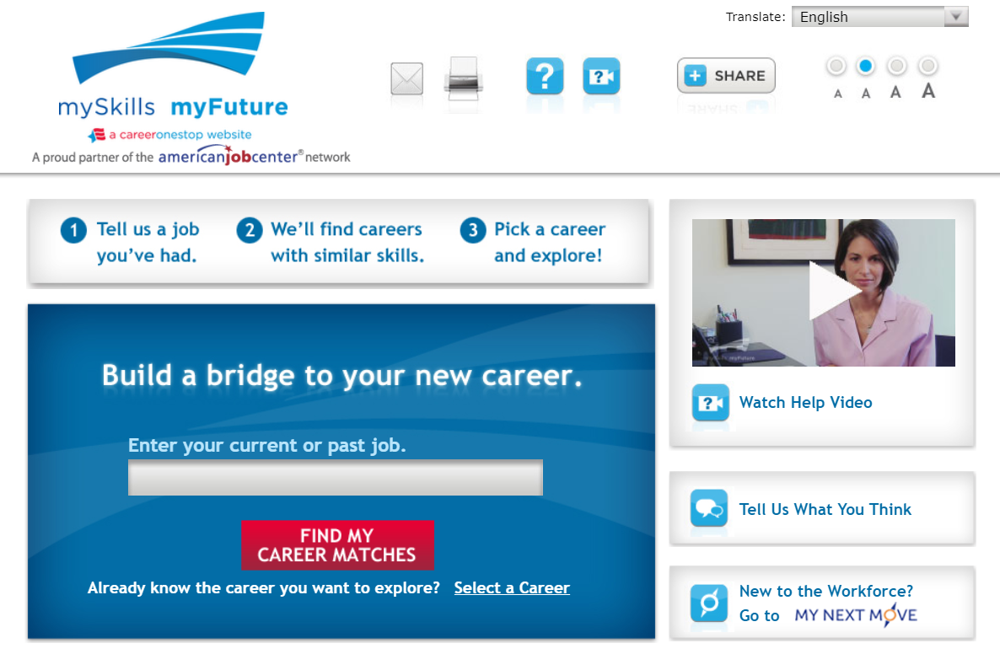 Translate: English
mySkills myFuture
a careeronestop website
A proud partner of the americanjobcenter® network
?
?
+ SHARE
A A A A
1 Tell us a job
you've had.
2 We'll find careers
with similar skills.
3 Pick a career
and explore!
Build a bridge to your new career.
Enter your current or past job.
FIND MY
CAREER MATCHES
Already know the career you want to explore? Select a Career
mySkills myFuture
? Watch Help Video
Tell Us What You Think
New to the Workforce?
Go to MY NEXT MOVE